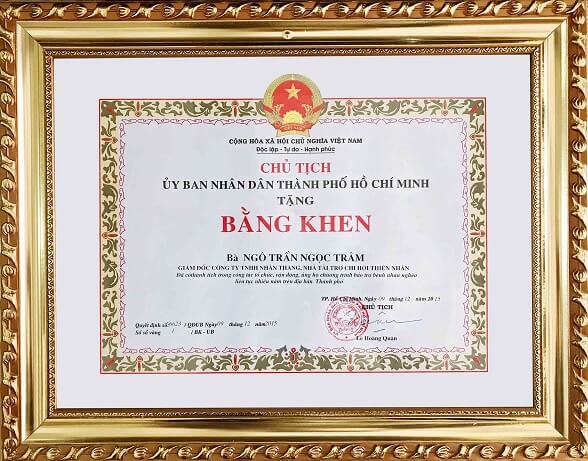 CỘNG HÒA XÃ HỘI CHỦ NGHĨA VIỆT NAM
Độc lập - Tự do - Hạnh phúc
CHỦ TỊCH
ỦY BAN NHÂN DÂN THÀNH PHỐ HỒ CHÍ MINH
TẶNG
BẰNG KHEN
Bà NGÔ TRẦN NGỌC TRÂM
GIÁM ĐỐC CÔNG TY TNHH NHÂN THẮNG, NHÀ TÀI TRỢ CHI HỘI THIỆN NHÂN
Đã có thành tích trong công tác tổ chức, vận động, ủng hộ chương trình bảo trợ bệnh nhân nghèo
liên tục nhiều năm trên địa bàn Thành phố
TP. Hồ Chí Minh, Ngày 09 tháng 12 năm 2015
CHỦ TỊCH
Quyết định số / QĐUB Ngày 09 tháng 12 năm 2015
Số sổ vàng / / BK - UB
Lê Hoàng Quân